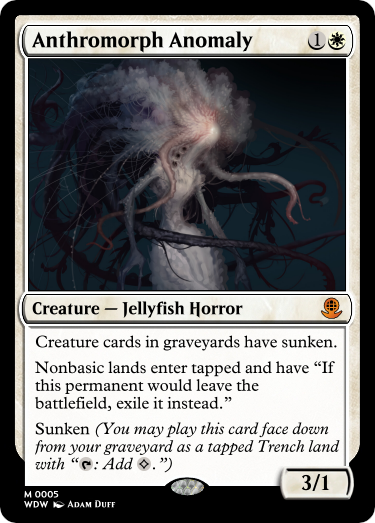 Anthromorph Anomaly 1
Creature — Jellyfish Horror
Creature cards in graveyards have sunken.
Nonbasic lands enter tapped and have “If
this permanent would leave the
battlefield, exile it instead.”
Sunken (You may play this card face down
from your graveyard as a tapped Trench land
with “: Add .”)
3/1
M 0005
WDW Adam Duff